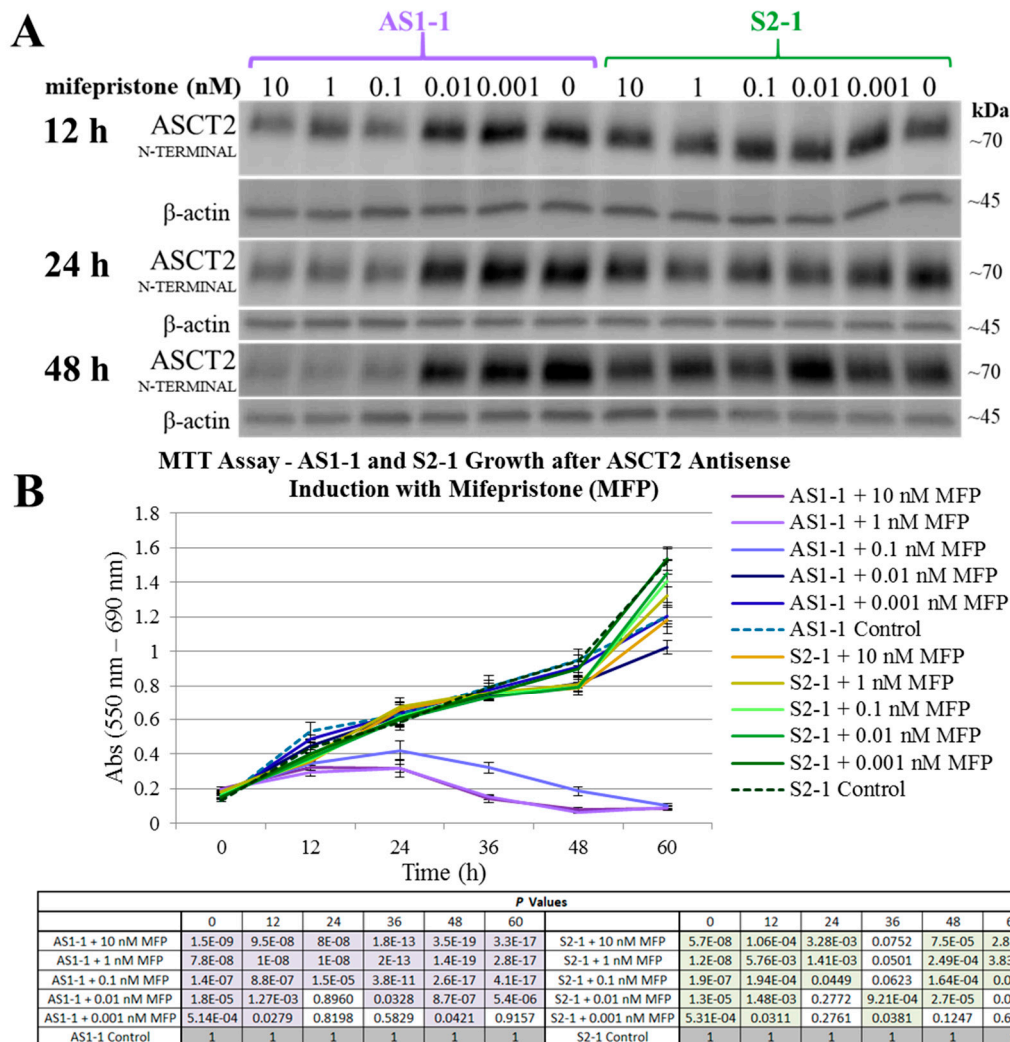 A
AS1-1 S2-1
mifepristone (nM) 10 1 0.1 0.01 0.001 0 10 1 0.1 0.01 0.001 0
kDa
12 h ASCT2 ~70
N-TERMINAL
β-actin ~45
24 h ASCT2 ~70
N-TERMINAL
β-actin ~45
48 h ASCT2 ~70
N-TERMINAL
β-actin ~45
MTT Assay - AS1-1 and S2-1 Growth after ASCT2 Antisense
Induction with Mifepristone (MFP)
B
Abs (550 nm – 690 nm)
1.8
1.6
1.4
1.2
1
0.8
0.6
0.4
0.2
0
0 12 24 36 48 60
Time (h)
AS1-1 + 10 nM MFP
AS1-1 + 1 nM MFP
AS1-1 + 0.1 nM MFP
AS1-1 + 0.01 nM MFP
AS1-1 + 0.001 nM MFP
AS1-1 Control
S2-1 + 10 nM MFP
S2-1 + 1 nM MFP
S2-1 + 0.1 nM MFP
S2-1 + 0.01 nM MFP
S2-1 + 0.001 nM MFP
S2-1 Control
P Values
0 12 24 36 48 60 0 12 24 36 48
AS1-1 + 10 nM MFP 1.5E-09 9.5E-08 8E-08 1.8E-13 3.5E-19 3.3E-17 S2-1 + 10 nM MFP 5.7E-08 1.06E-04 3.28E-03 0.0752 7.5E-05 2.8
AS1-1 + 1 nM MFP 7.8E-08 1E-08 1E-08 2E-13 1.4E-19 2.8E-17 S2-1 + 1 nM MFP 1.2E-08 5.76E-03 1.41E-03 0.0501 2.49E-04 3.83
AS1-1 + 0.1 nM MFP 1.4E-07 8.8E-07 1.5E-05 3.8E-11 2.6E-17 4.1E-17 S2-1 + 0.1 nM MFP 1.9E-07 1.94E-04 0.0449 0.0623 1.64E-04 0.0
AS1-1 + 0.01 nM MFP 1.8E-05 1.27E-03 0.8960 0.0328 8.7E-07 5.4E-06 S2-1 + 0.01 nM MFP 1.3E-05 1.48E-03 0.2772 9.21E-04 2.7E-05 0.0
AS1-1 + 0.001 nM MFP 5.14E-04 0.0279 0.8198 0.5829 0.0421 0.9157 S2-1 + 0.001 nM MFP 5.31E-04 0.0311 0.2761 0.0381 0.1247 0.6
AS1-1 Control 1 1 1 1 1 1 S2-1 Control 1 1 1 1 1